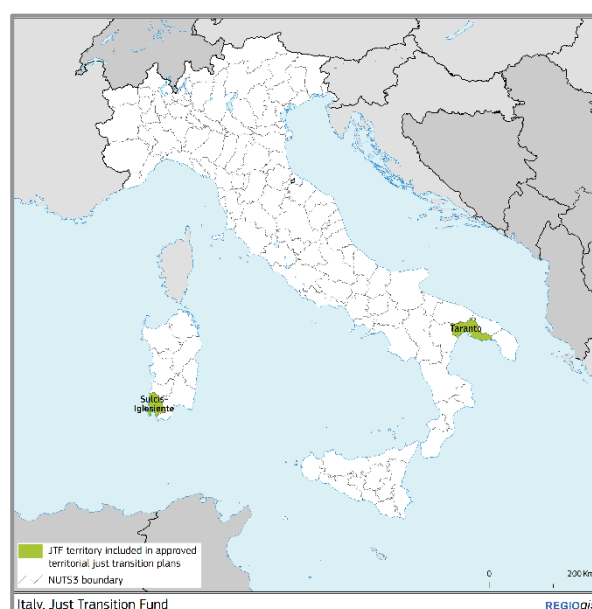 Taranto
Sulcis-
Iglesiente
JTF territory included in approved
territorial just transition plans
NUTS3 boundary
0 200 Km
Italy. Just Transition Fund
REGIOgis